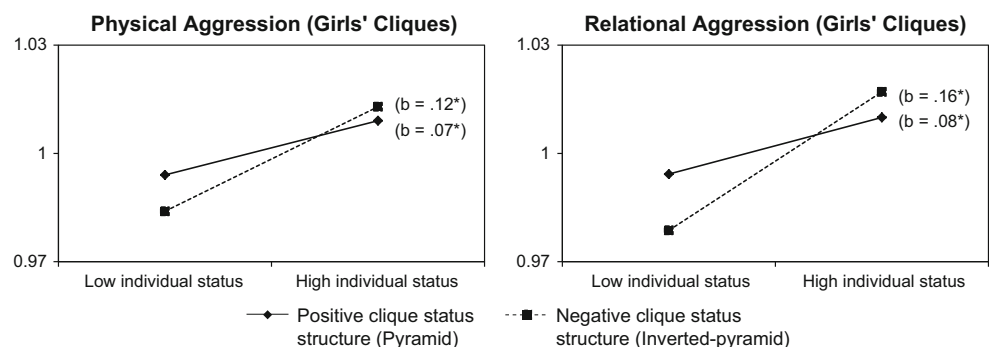 Physical Aggression (Girls' Cliques)
1.03
1
0.97
(b = .12*)
(b = .07*)
Low individual status
High individual status
Relational Aggression (Girls' Cliques)
1.03
1
0.97
(b = .16*)
(b = .08*)
Low individual status
High individual status
Positive clique status
structure (Pyramid)
Negative clique status
structure (Inverted-pyramid)